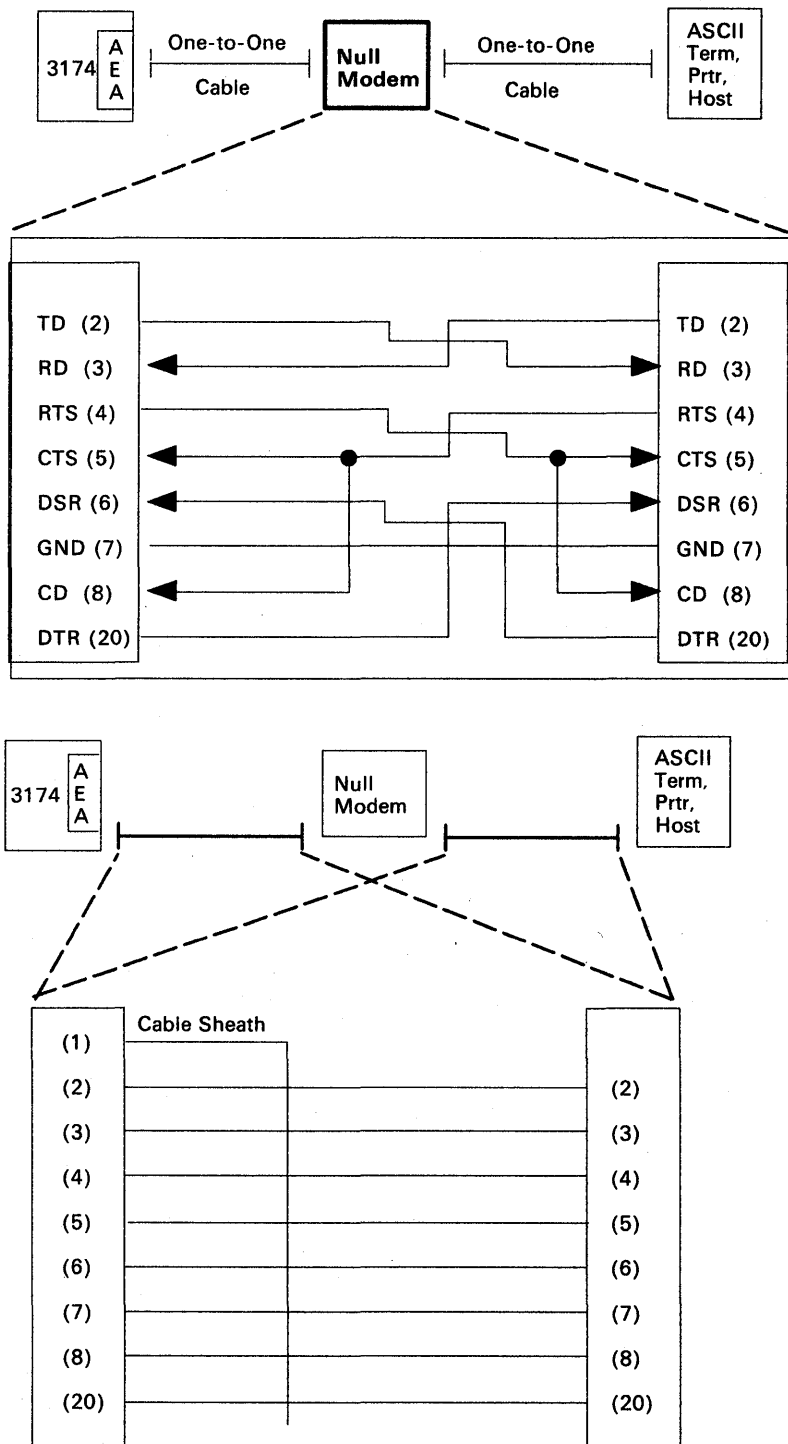 3174
A
E
A
One-to-One
Cable
Null
Modem
One-to-One
Cable
ASCII
Term,
Prtr,
Host
TD (2)
TD (2)
RD (3)
RD (3)
RTS (4)
RTS (4)
CTS (5)
CTS (5)
DSR (6)
DSR (6)
GND (7)
GND (7)
CD (8)
CD (8)
DTR (20)
DTR (20)
3174
A
E
A
Null
Modem
ASCII
Term,
Prtr,
Host
Cable Sheath
(1)
(2)
(2)
(3)
(3)
(4)
(4)
(5)
(5)
(6)
(6)
(7)
(7)
(8)
(8)
(20)
(20)